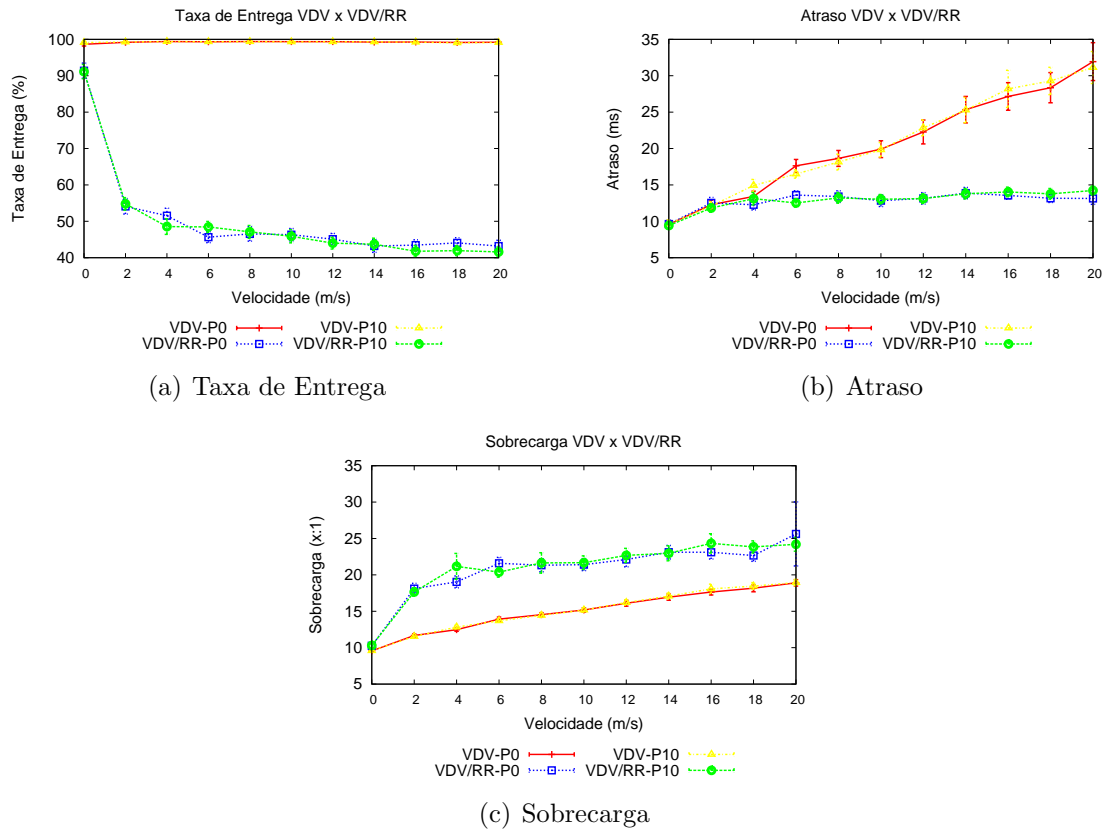 Taxa de Entrega VDV x VDV/RR
100
90
80
70
60
50
40
Taxa de Entrega (%)
0 2 4 6 8 10 12 14 16 18 20
Velocidade (m/s)
VDV-P0 VDV-P10
VDV/RR-P0 VDV/RR-P10
(a) Taxa de Entrega
Atraso VDV x VDV/RR
35
30
25
20
15
10
5
Atraso (ms)
0 2 4 6 8 10 12 14 16 18 20
Velocidade (m/s)
VDV-P0 VDV-P10
VDV/RR-P0 VDV/RR-P10
(b) Atraso
Sobrecarga VDV x VDV/RR
35
30
25
20
15
10
5
Sobrecarga (x:1)
0 2 4 6 8 10 12 14 16 18 20
Velocidade (m/s)
VDV-P0 VDV-P10
VDV/RR-P0 VDV/RR-P10
(c) Sobrecarga